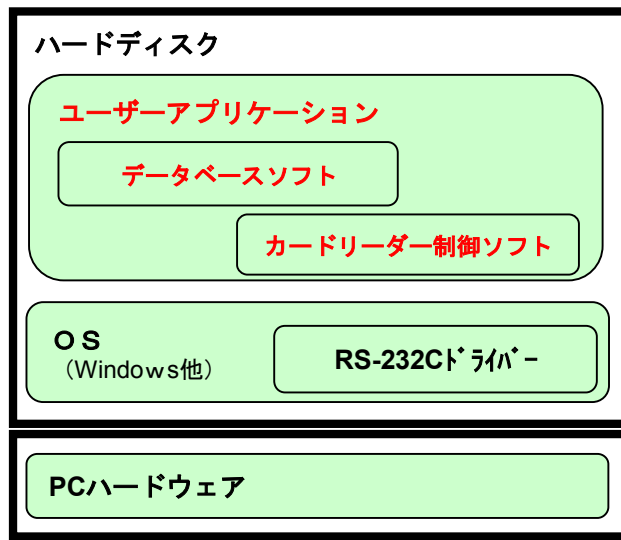 ハードディスク
ユーザーアプリケーション
データベースソフト
カードリーダー制御ソフト
ＯＳ
（Windoｗs他）
RS-232Cﾄﾞﾗｲﾊﾞｰ
PCハードウェア